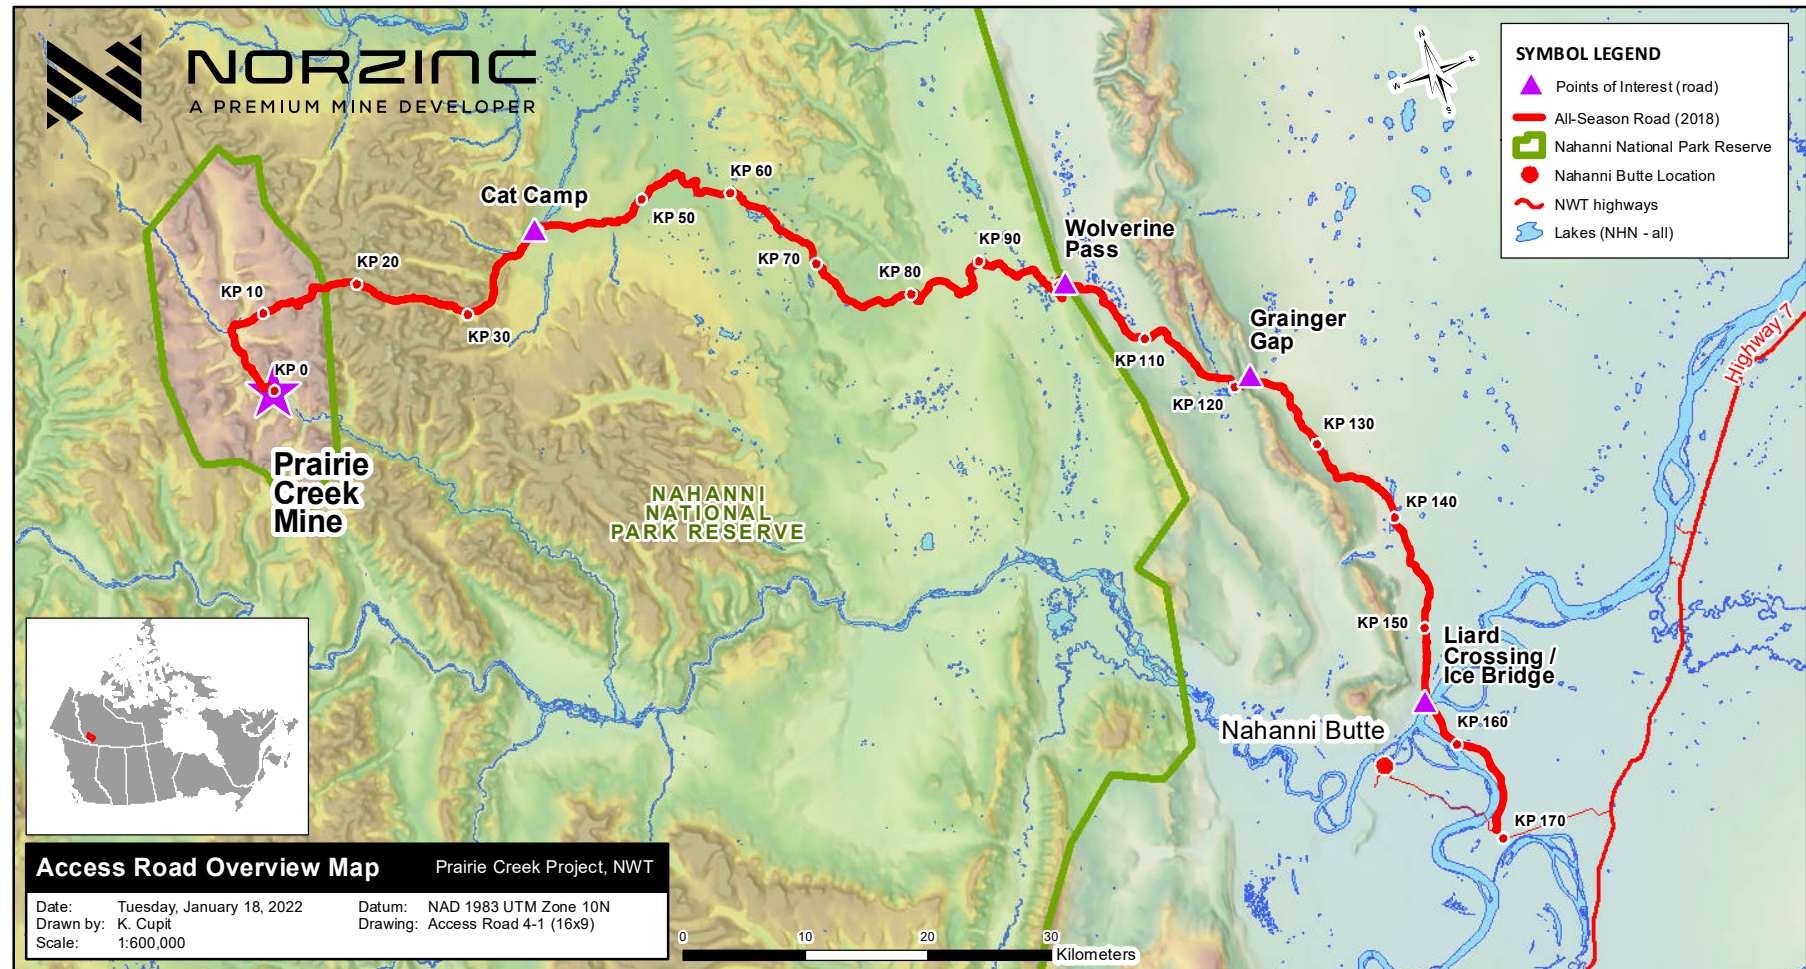 NORZINC
A PREMIUM MINE DEVELOPER
N
E
W
S
SYMBOL LEGEND
Points of Interest (road)
All-Season Road (2018)
Nahanni National Park Reserve
Nahanni Butte Location
NWT highways
Lakes (NHN - all)
Cat Camp
KP 60
KP 50
Wolverine
Pass
KP 90
KP 70
KP 80
KP 20
KP 10
KP 30
KP 0
Grainger
Gap
KP 110
KP 120
Highway 7
KP 130
Prairie
Creek
Mine
NAHANNI
NATIONAL
PARK RESERVE
KP 140
KP 150
Liard
Crossing /
Ice Bridge
KP 160
Nahanni Butte
KP 170
Access Road Overview Map Prairie Creek Project, NWT
Date: Tuesday, January 18, 2022 Datum: NAD 1983 UTM Zone 10N
Drawn by: K. Cupit Drawing: Access Road 4-1 (16x9)
Scale: 1:600,000
0 10 20 30
Kilometers